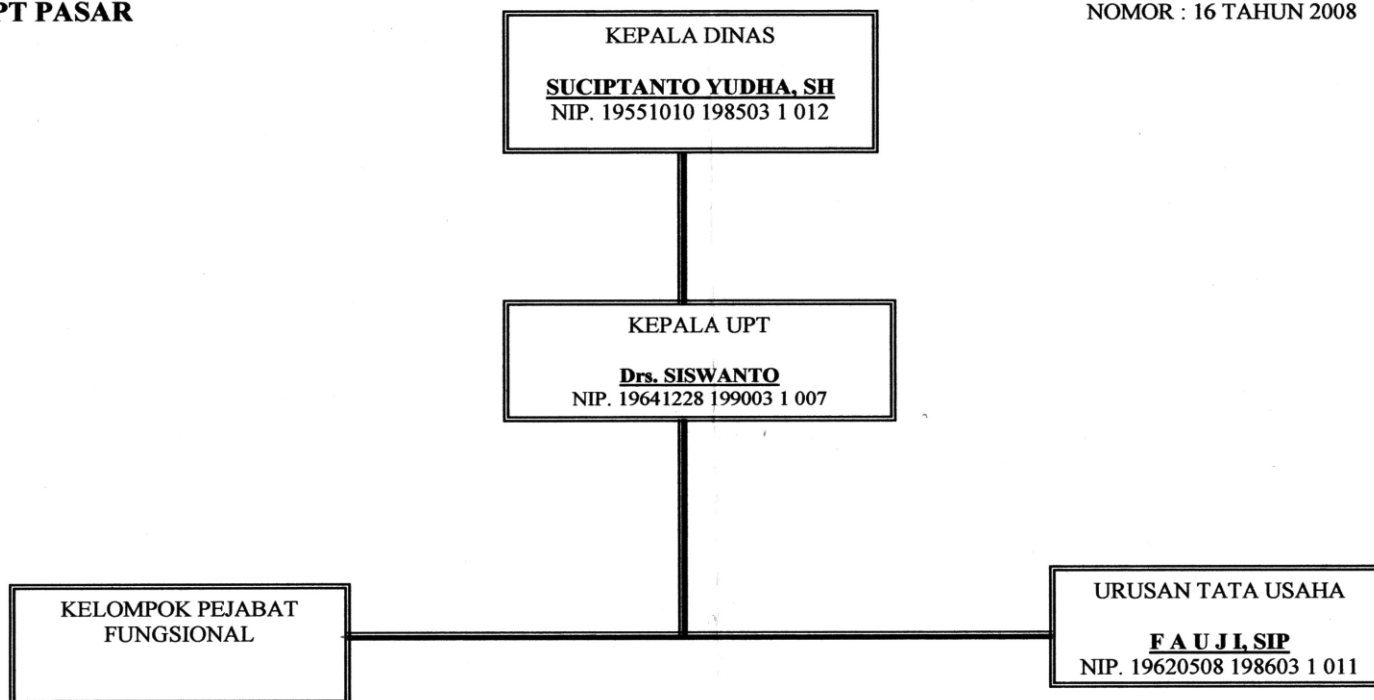 PT PASAR
NOMOR : 16 TAHUN 2008
KEPALA DINAS
SUCIPTANTO YUDHA, SH
NIP. 19551010 198503 1 012
KEPALA UPT
Drs. SISWANTO
NIP. 19641228 199003 1 007
KELOMPOK PEJABAT
FUNGSIONAL
URUSAN TATA USAHA
F A U J I, SIP
NIP. 19620508 198603 1 011